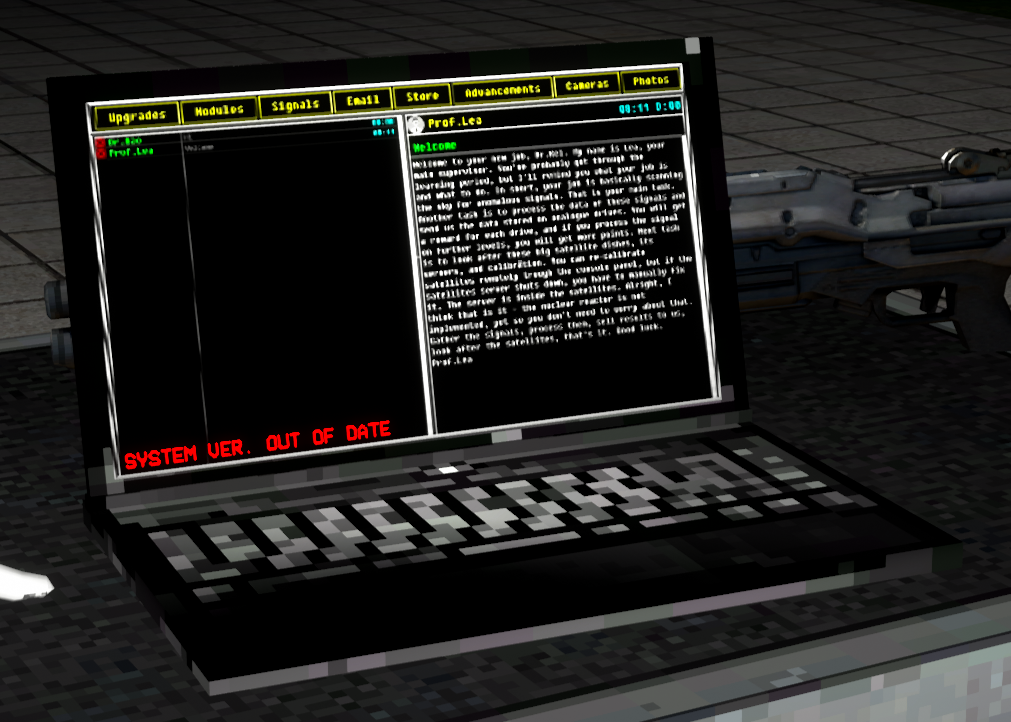 Upgrades
Modules
Signals
Email
Store
Advancements
Cameras
Photos
Prof.Lea
Prof.Lea
08:11 D:00
Welcome
Welcome to your new job, Dr.Kel. My name is Lea, your
main supervisor. You've probably got through the
learning period, but I'll remind you what your job is
and what to do. In short, your job is basically scanning
the sky for anomalous signals. That is your main task.
Another task is to process the data of these signals and
send us the data stored on analogue drives. You will get
a reward for each drive, and if you process the signal
on further levels, you will get more points. Next task
is to look after these big satellite dishes, its
servers, and calibration. You can re-calibrate
satellites remotely trough the console panel, but if the
satellites server shuts down, you have to manually fix
it. The server is inside the satellites. Alright, I
think that is it - the nuclear reactor is not
implemented, yet so you don't need to worry about that.
Gather the signals, process them, sell results to us,
look after the satellites, that's it. Good luck.
Prof.Lea
SYSTEM VER. OUT OF DATE